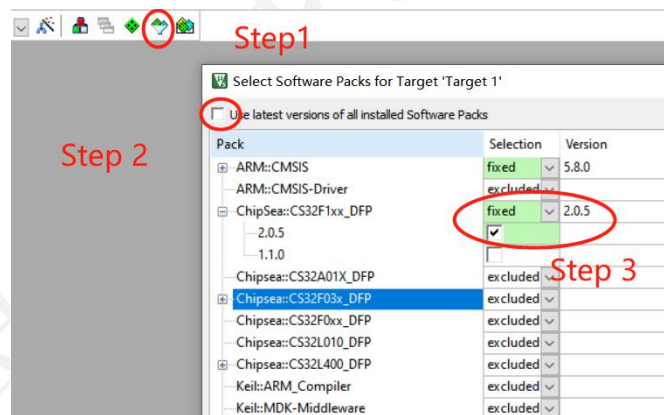 Step1
Select Software Packs for Target 'Target 1'
Use latest versions of all installed Software Packs
Step 2
Pack Selection Version
ARM::CMSIS fixed 5.8.0
ARM::CMSIS-Driver excluded
ChipSea::CS32F1xx_DFP fixed 2.0.5
2.0.5
1.1.0
Step 3
Chipsea::CS32A01X_DFP excluded
Chipsea::CS32F03x_DFP excluded
Chipsea::CS32F0xx_DFP excluded
Chipsea::CS32L010_DFP excluded
Chipsea::CS32L400_DFP excluded
Keil::ARM_Compiler excluded
Keil::MDK-Middleware excluded